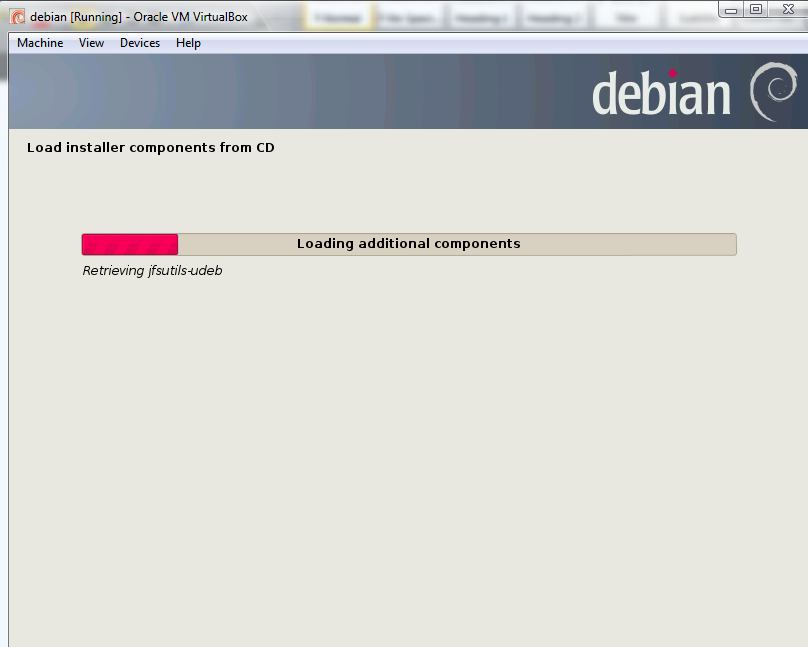 debian [Running] - Oracle VM VirtualBox
Machine View Devices Help
debian
Load installer components from CD
Loading additional components
Retrieving jfsutils-udeb